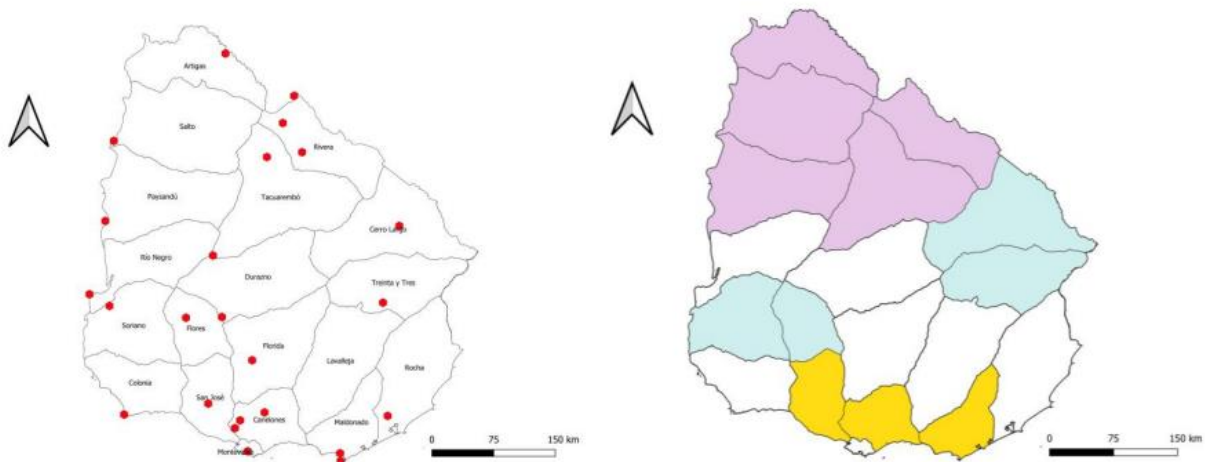 Artigas
Salto
Rivera
Paysandú
Tacuarembó
Cerro Largo
Río Negro
Durazno
Treinta y Tres
Soriano
Flores
Florida
Lavalleja
Rocha
Colonia
San José
Canelones
Maldonado
Montevideo
0 75 150 km
0 75 150 km